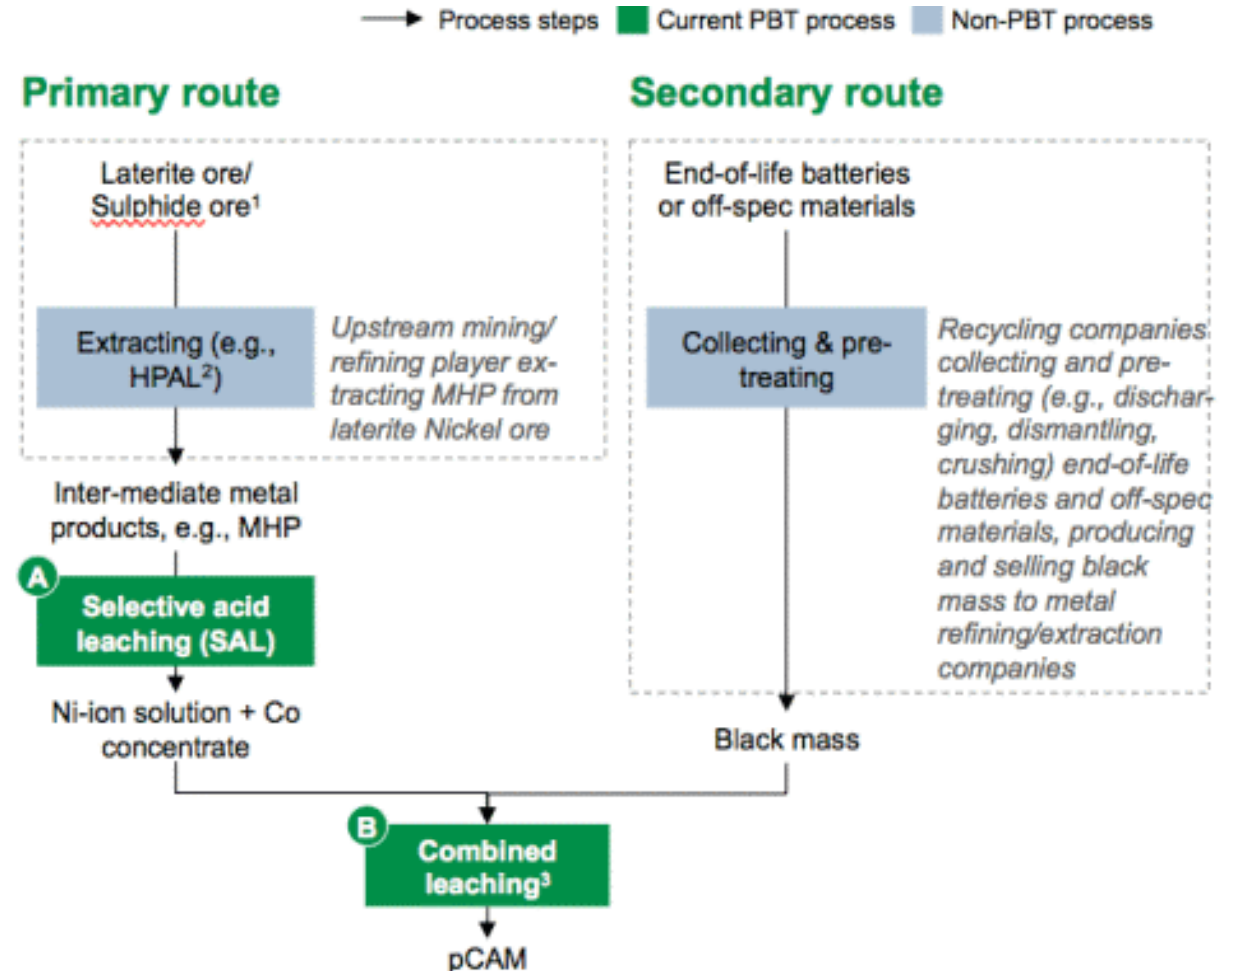 Process steps
Current PBT process
Non-PBT process
Primary route
Secondary route
Laterite ore/
Sulphide ore¹
Extracting (e.g.,
HPAL²)
Upstream mining/
refining player ex-
tracting MHP from
laterite Nickel ore
Inter-mediate metal
products, e.g., MHP
A
Selective acid
leaching (SAL)
Ni-ion solution + Co
concentrate
End-of-life batteries
or off-spec materials
Collecting & pre-
treating
Recycling companies
collecting and pre-
treating (e.g., dischar-
ging, dismantling,
crushing) end-of-life
batteries and off-spec
materials, producing
and selling black
mass to metal
refining/extraction
companies
Black mass
B
Combined
leaching³
pCAM